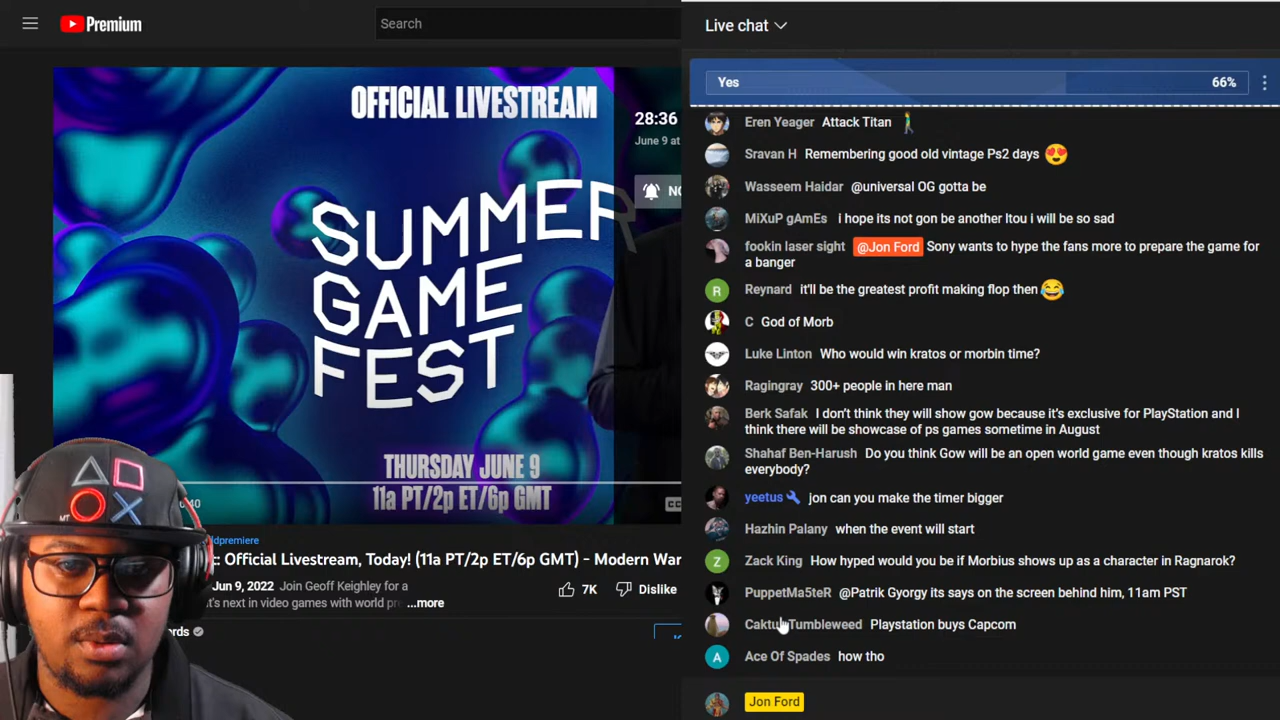 Premium
Search
OFFICIAL LIVESTREAM
SUMMER
GAME
FEST
THURSDAY JUNE 9
11a PT/2p ET/6p GMT
28:36
June 9 at
NO
:40
CC
dpremiere
: Official Livestream, Today! (11a PT/2p ET/6p GMT) – Modern War
Jun 9, 2022 Join Geoff Keighley for a
t's next in video games with world pre ...more
7K
Dislike
rds
MT
Live chat
Yes 66%
Eren Yeager Attack Titan 🚶‍♂️
Sravan H Remembering good old vintage Ps2 days 😍
Wasseem Haidar @universal OG gotta be
MiXuP gAmEs i hope its not gon be another ltou i will be so sad
fookin laser sight @Jon Ford Sony wants to hype the fans more to prepare the game for
a banger
R Reynard it'll be the greatest profit making flop then 😂
C God of Morb
Luke Linton Who would win kratos or morbin time?
Ragingray 300+ people in here man
Berk Safak I don't think they will show gow because it's exclusive for PlayStation and I
think there will be showcase of ps games sometime in August
Shahaf Ben-Harush Do you think Gow will be an open world game even though kratos kills
everybody?
yeetus 🔧 jon can you make the timer bigger
Hazhin Palany when the event will start
Z Zack King How hyped would you be if Morbius shows up as a character in Ragnarok?
PuppetMa5teR @Patrik Gyorgy its says on the screen behind him, 11am PST
Caktus Tumbleweed Playstation buys Capcom
A Ace Of Spades how tho
Jon Ford